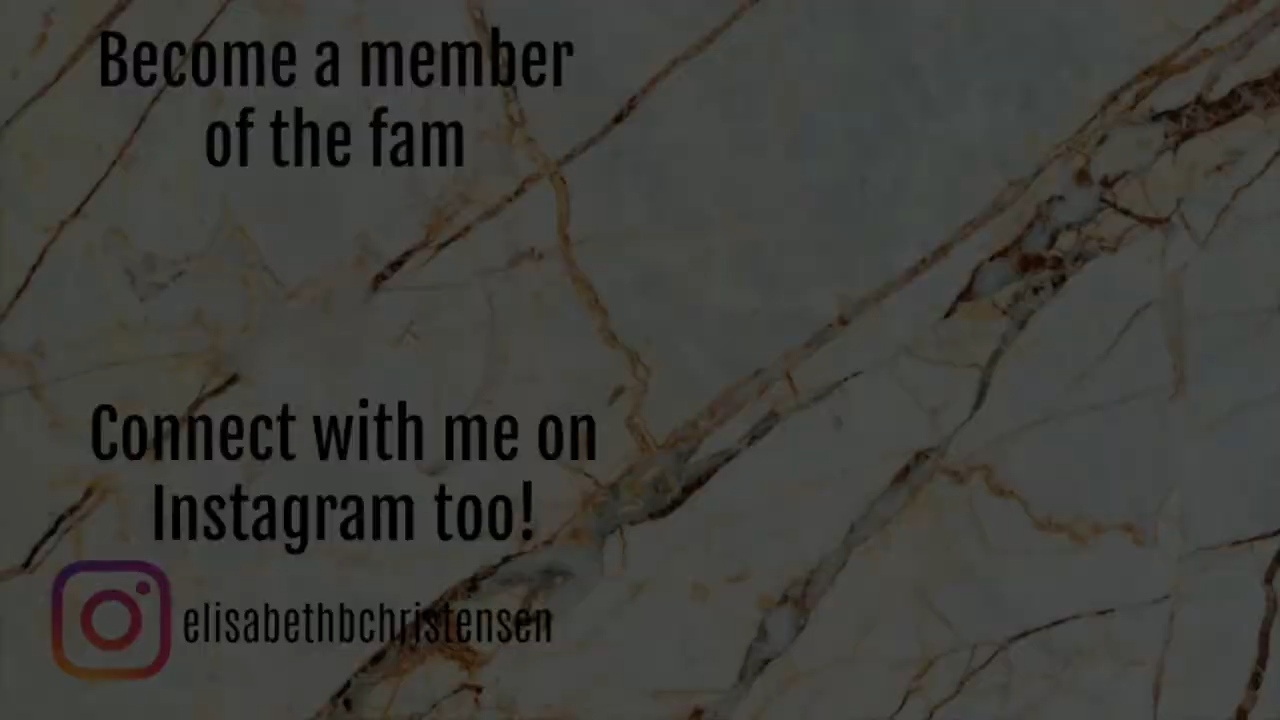 Become a member
of the fam
Connect with me on
Instagram too!
elisabethbchristensen